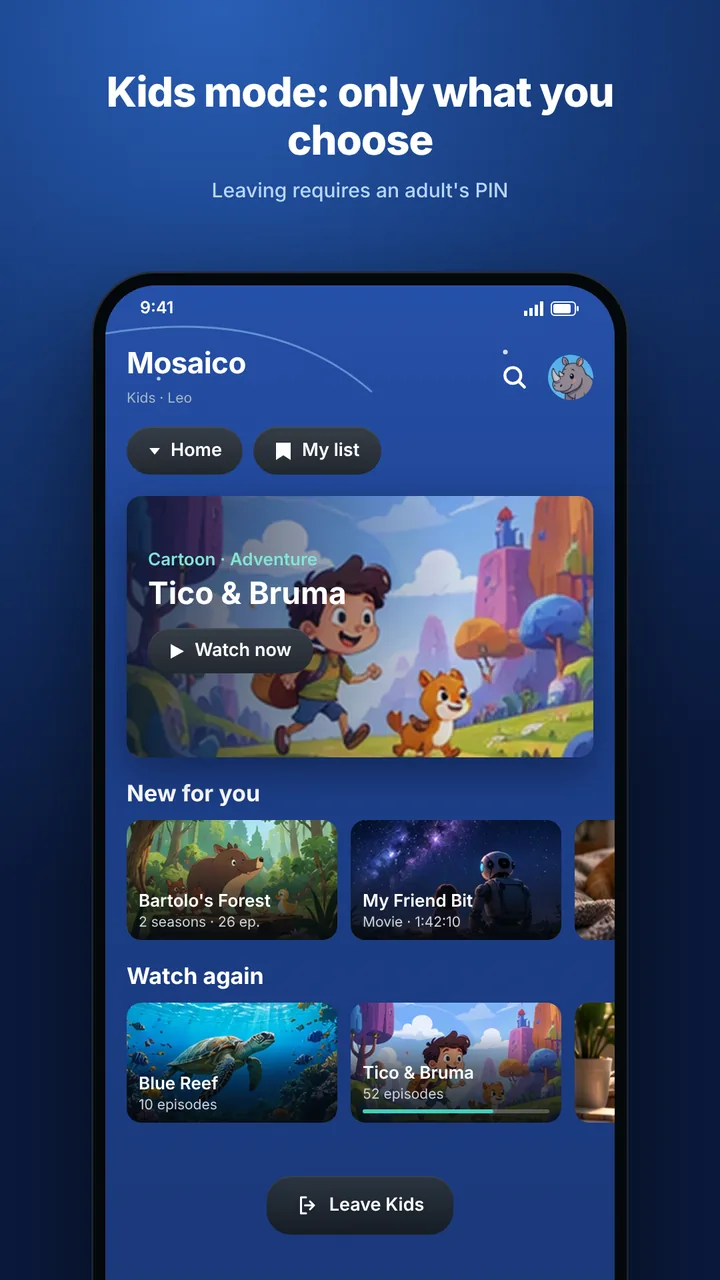 Kids mode: only what you
choose
Leaving requires an adult's PIN
9:41
Mosaico
Kids · Leo
Home
My list
Cartoon · Adventure
Tico & Bruma
Watch now
New for you
Bartolo's Forest
2 seasons · 26 ep.
My Friend Bit
Movie · 1:42:10
Watch again
Blue Reef
10 episodes
Tico & Bruma
52 episodes
Leave Kids